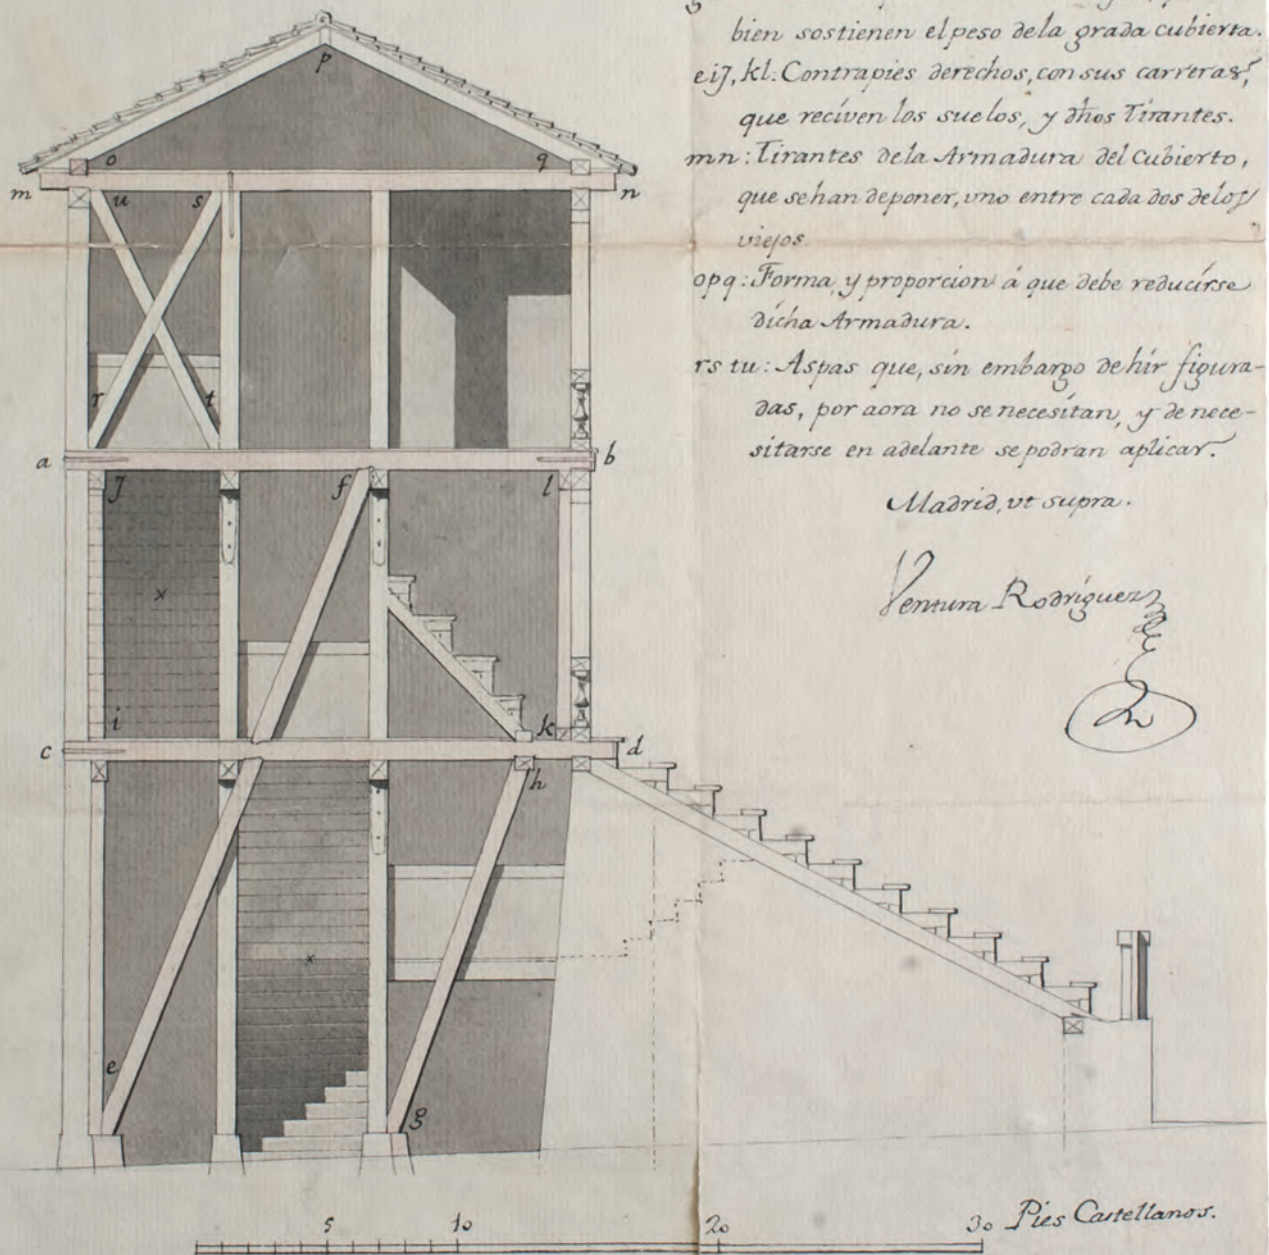 bien sostienen el peso dela grada cubierta.
eiJ, kl: Contrapies derechos, con sus carreras,
que reciven los suelos, y dhos Tirantes.
mn: Tirantes dela Armadura del Cubierto,
que sehan deponer, uno entre cada dos delos
viejos.
opq: Forma, y proporcion á que debe reducirse
dicha Armadura.
rs tu: Aspas que, sin embargo de hir figura-
das, por aora no se necesitan, y de nece-
sitarse en adelante se podran aplicar.
Madrid, ut supra.
Ventura Rodríguez
p
o q
m n
u s
r t
a b
J f l
x
i k
c d
h
x
e
g
5 10 20 30 Pies Castellanos.